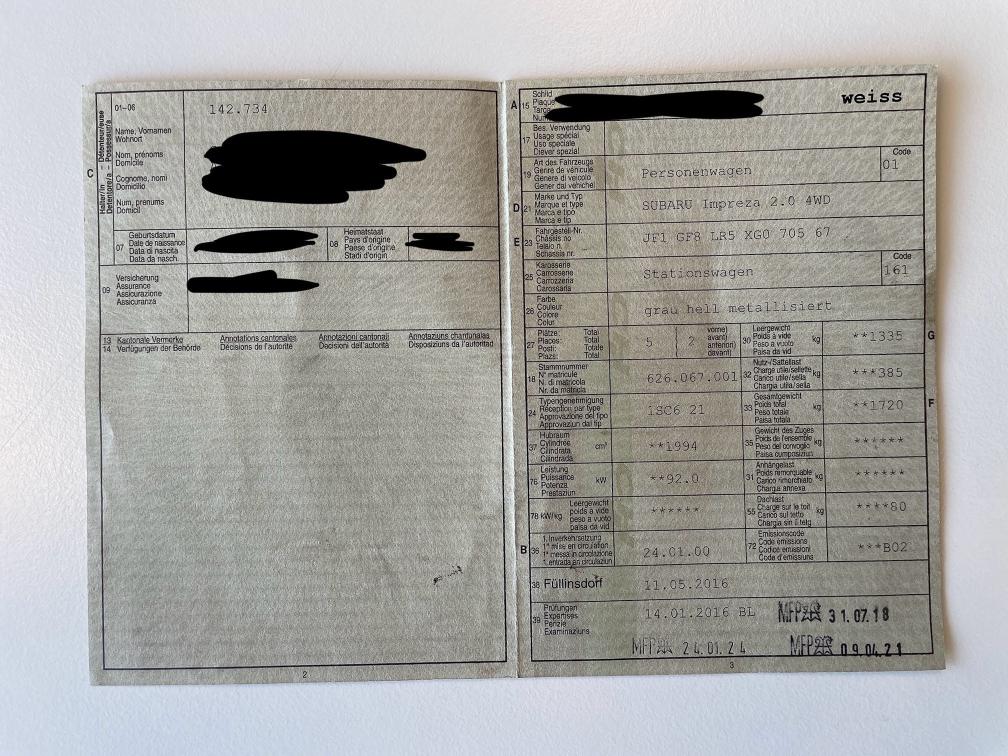 C
Halter/in – Détenteur/euse
Detentore/a – Possessur/a
01–06
142.734
Name, Vornamen
Wohnort
Nom, prénoms
Domicile
Cognome, nomi
Domicilio
Num, prenums
Domicil
07
Geburtsdatum
Date de naissance
Data di nascita
Data da nasch.
08
Heimatstaat
Pays d'origine
Paese d'origine
Stadi d'origin
09
Versicherung
Assurance
Assicurazione
Assicuranza
13 Kantonale Vermerke
14 Verfügungen der Behörde
Annotations cantonales
Décisions de l'autorité
Annotazioni cantonali
Decisioni dell'autorità
Annotaziuns chantunalas
Disposiziuns da l'autoritad
2
A
15
Schild
Plaque
Targa
weiss
17
Bes. Verwendung
Usage spécial
Uso speciale
Diever spezial
19
Art des Fahrzeugs
Genre de véhicule
Genere di veicolo
Gener dal vehichel
Personenwagen
Code
01
D
21
Marke und Typ
Marque et type
Marca e tipo
Marca e tip
SUBARU Impreza 2.0 4WD
E
23
Fahrgestell-Nr.
Châssis no
Telaio n.
Schassis nr.
JF1 GF8 LR5 XG0 705 67
25
Karosserie
Carrosserie
Carrozzeria
Carossaria
Stationswagen
Code
161
26
Farbe
Couleur
Colore
Colur
grau hell metallisiert
27
Plätze: Total
Places: Total
Posti: Totale
Plazs: Total
5
2
vorne)
avant)
anteriori)
davant)
30
Leergewicht
Poids à vide
Peso a vuoto
Paisa da vid
kg
**1335
G
18
Stammnummer
N° matricule
N. di matricola
Nr. da matricla
626.067.001
32
Nutz-/Sattellast
Charge utile/sellette
Carico utile/sella
Chargia utila/sella
kg
***385
24
Typengenehmigung
Réception par type
Approvazione del tipo
Approvaziun dal tip
1SC6 21
33
Gesamtgewicht
Poids total
Peso totale
Paisa totala
kg
**1720
F
37
Hubraum
Cylindrée
Cilindrata
Cilindrada
cm³
**1994
35
Gewicht des Zuges
Poids de l'ensemble
Peso del convoglio
Paisa cumposiziun
kg
******
76
Leistung
Puissance
Potenza
Prestaziun
kW
**92.0
31
Anhängelast
Poids remorquable
Carico rimorchiato
Chargia annexa
kg
******
78 kW/kg
Leergewicht
poids à vide
peso a vuoto
paisa da vid
******
55
Dachlast
Charge sur le toit
Carico sul tetto
Chargia sin il tetg
kg
****80
B
36
1. Inverkehrsetzung
1re mise en circulation
1a messa in circolazione
1. entrada en circulaziun
24.01.00
72
Emissionscode
Code émissions
Codice emissioni
Code d'emissiuns
***B02
38
Füllinsdorf
11.05.2016
39
Prüfungen
Expertises
Perizie
Examinaziuns
14.01.2016 BL
MFP 31.07.18
MFP 24.01.24
MFP 09.04.21
3